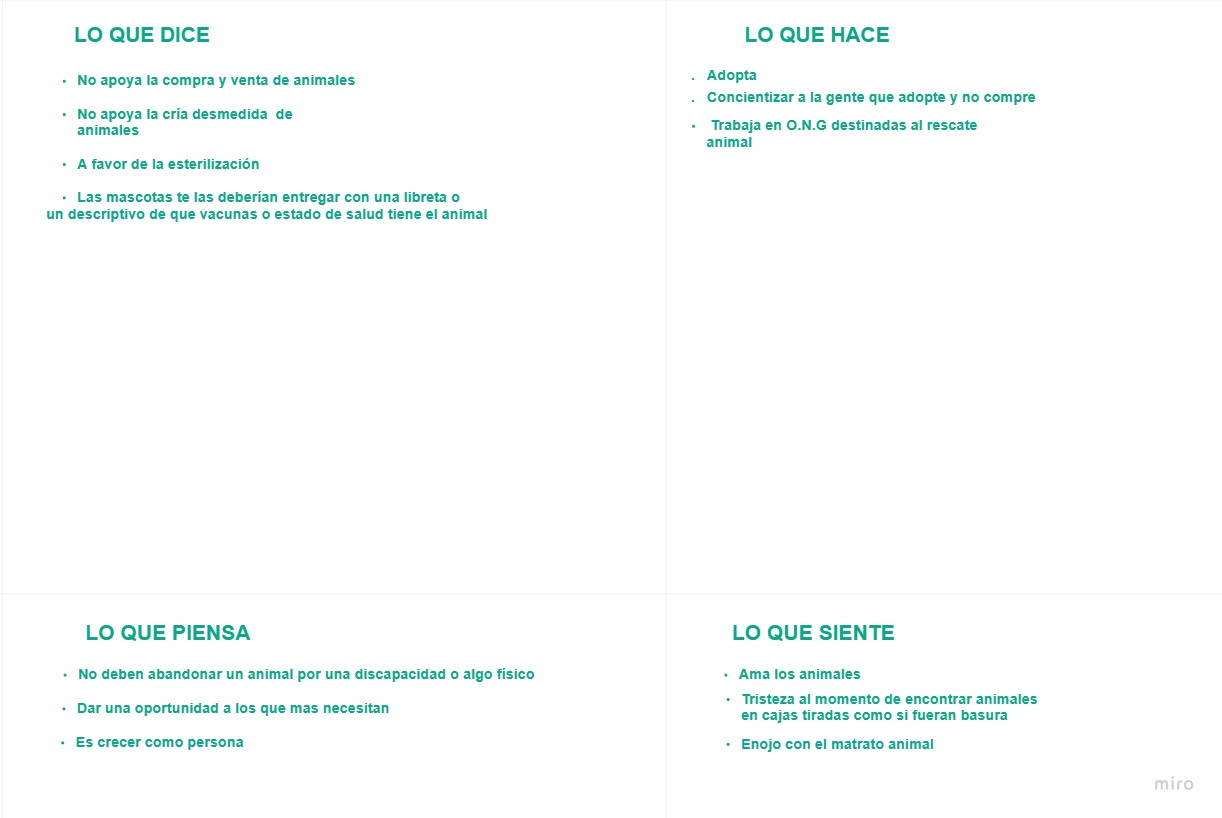 LO QUE DICE
• No apoya la compra y venta de animales
• No apoya la cría desmedida de
animales
• A favor de la esterilización
• Las mascotas te las deberían entregar con una libreta o
un descriptivo de que vacunas o estado de salud tiene el animal
LO QUE HACE
. Adopta
. Concientizar a la gente que adopte y no compre
• Trabaja en O.N.G destinadas al rescate
animal
LO QUE PIENSA
• No deben abandonar un animal por una discapacidad o algo físico
• Dar una oportunidad a los que mas necesitan
• Es crecer como persona
LO QUE SIENTE
• Ama los animales
• Tristeza al momento de encontrar animales
en cajas tiradas como si fueran basura
• Enojo con el matrato animal
miro